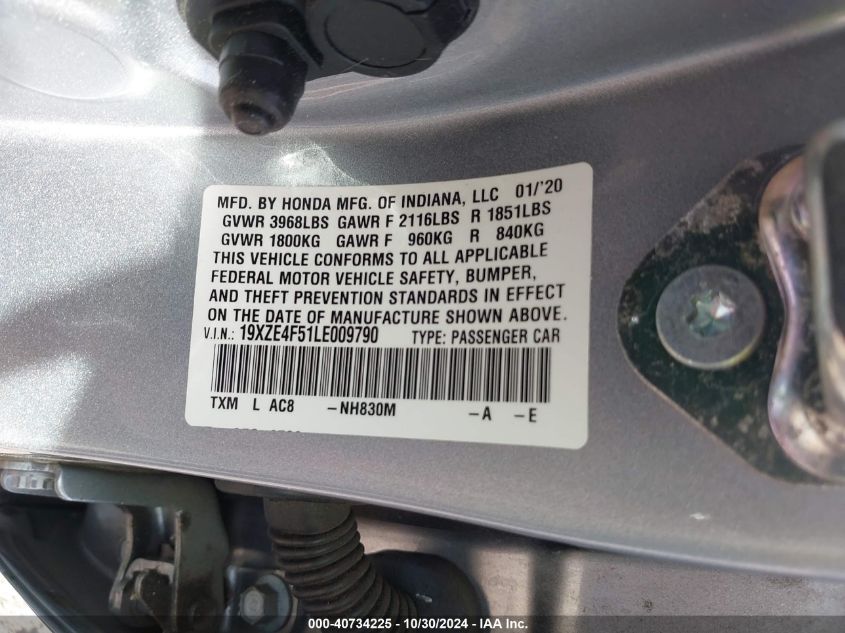 MFD. BY HONDA MFG. OF INDIANA, LLC 01/'20
GVWR 3968LBS GAWR F 2116LBS R 1851LBS
GVWR 1800KG GAWR F 960KG R 840KG
THIS VEHICLE CONFORMS TO ALL APPLICABLE
FEDERAL MOTOR VEHICLE SAFETY, BUMPER,
AND THEFT PREVENTION STANDARDS IN EFFECT
ON THE DATE OF MANUFACTURE SHOWN ABOVE.
V.I.N.: 19XZE4F51LE009790 TYPE: PASSENGER CAR
TXM L AC8 -NH830M -A -E
000-40734225 - 10/30/2024 - IAA Inc.